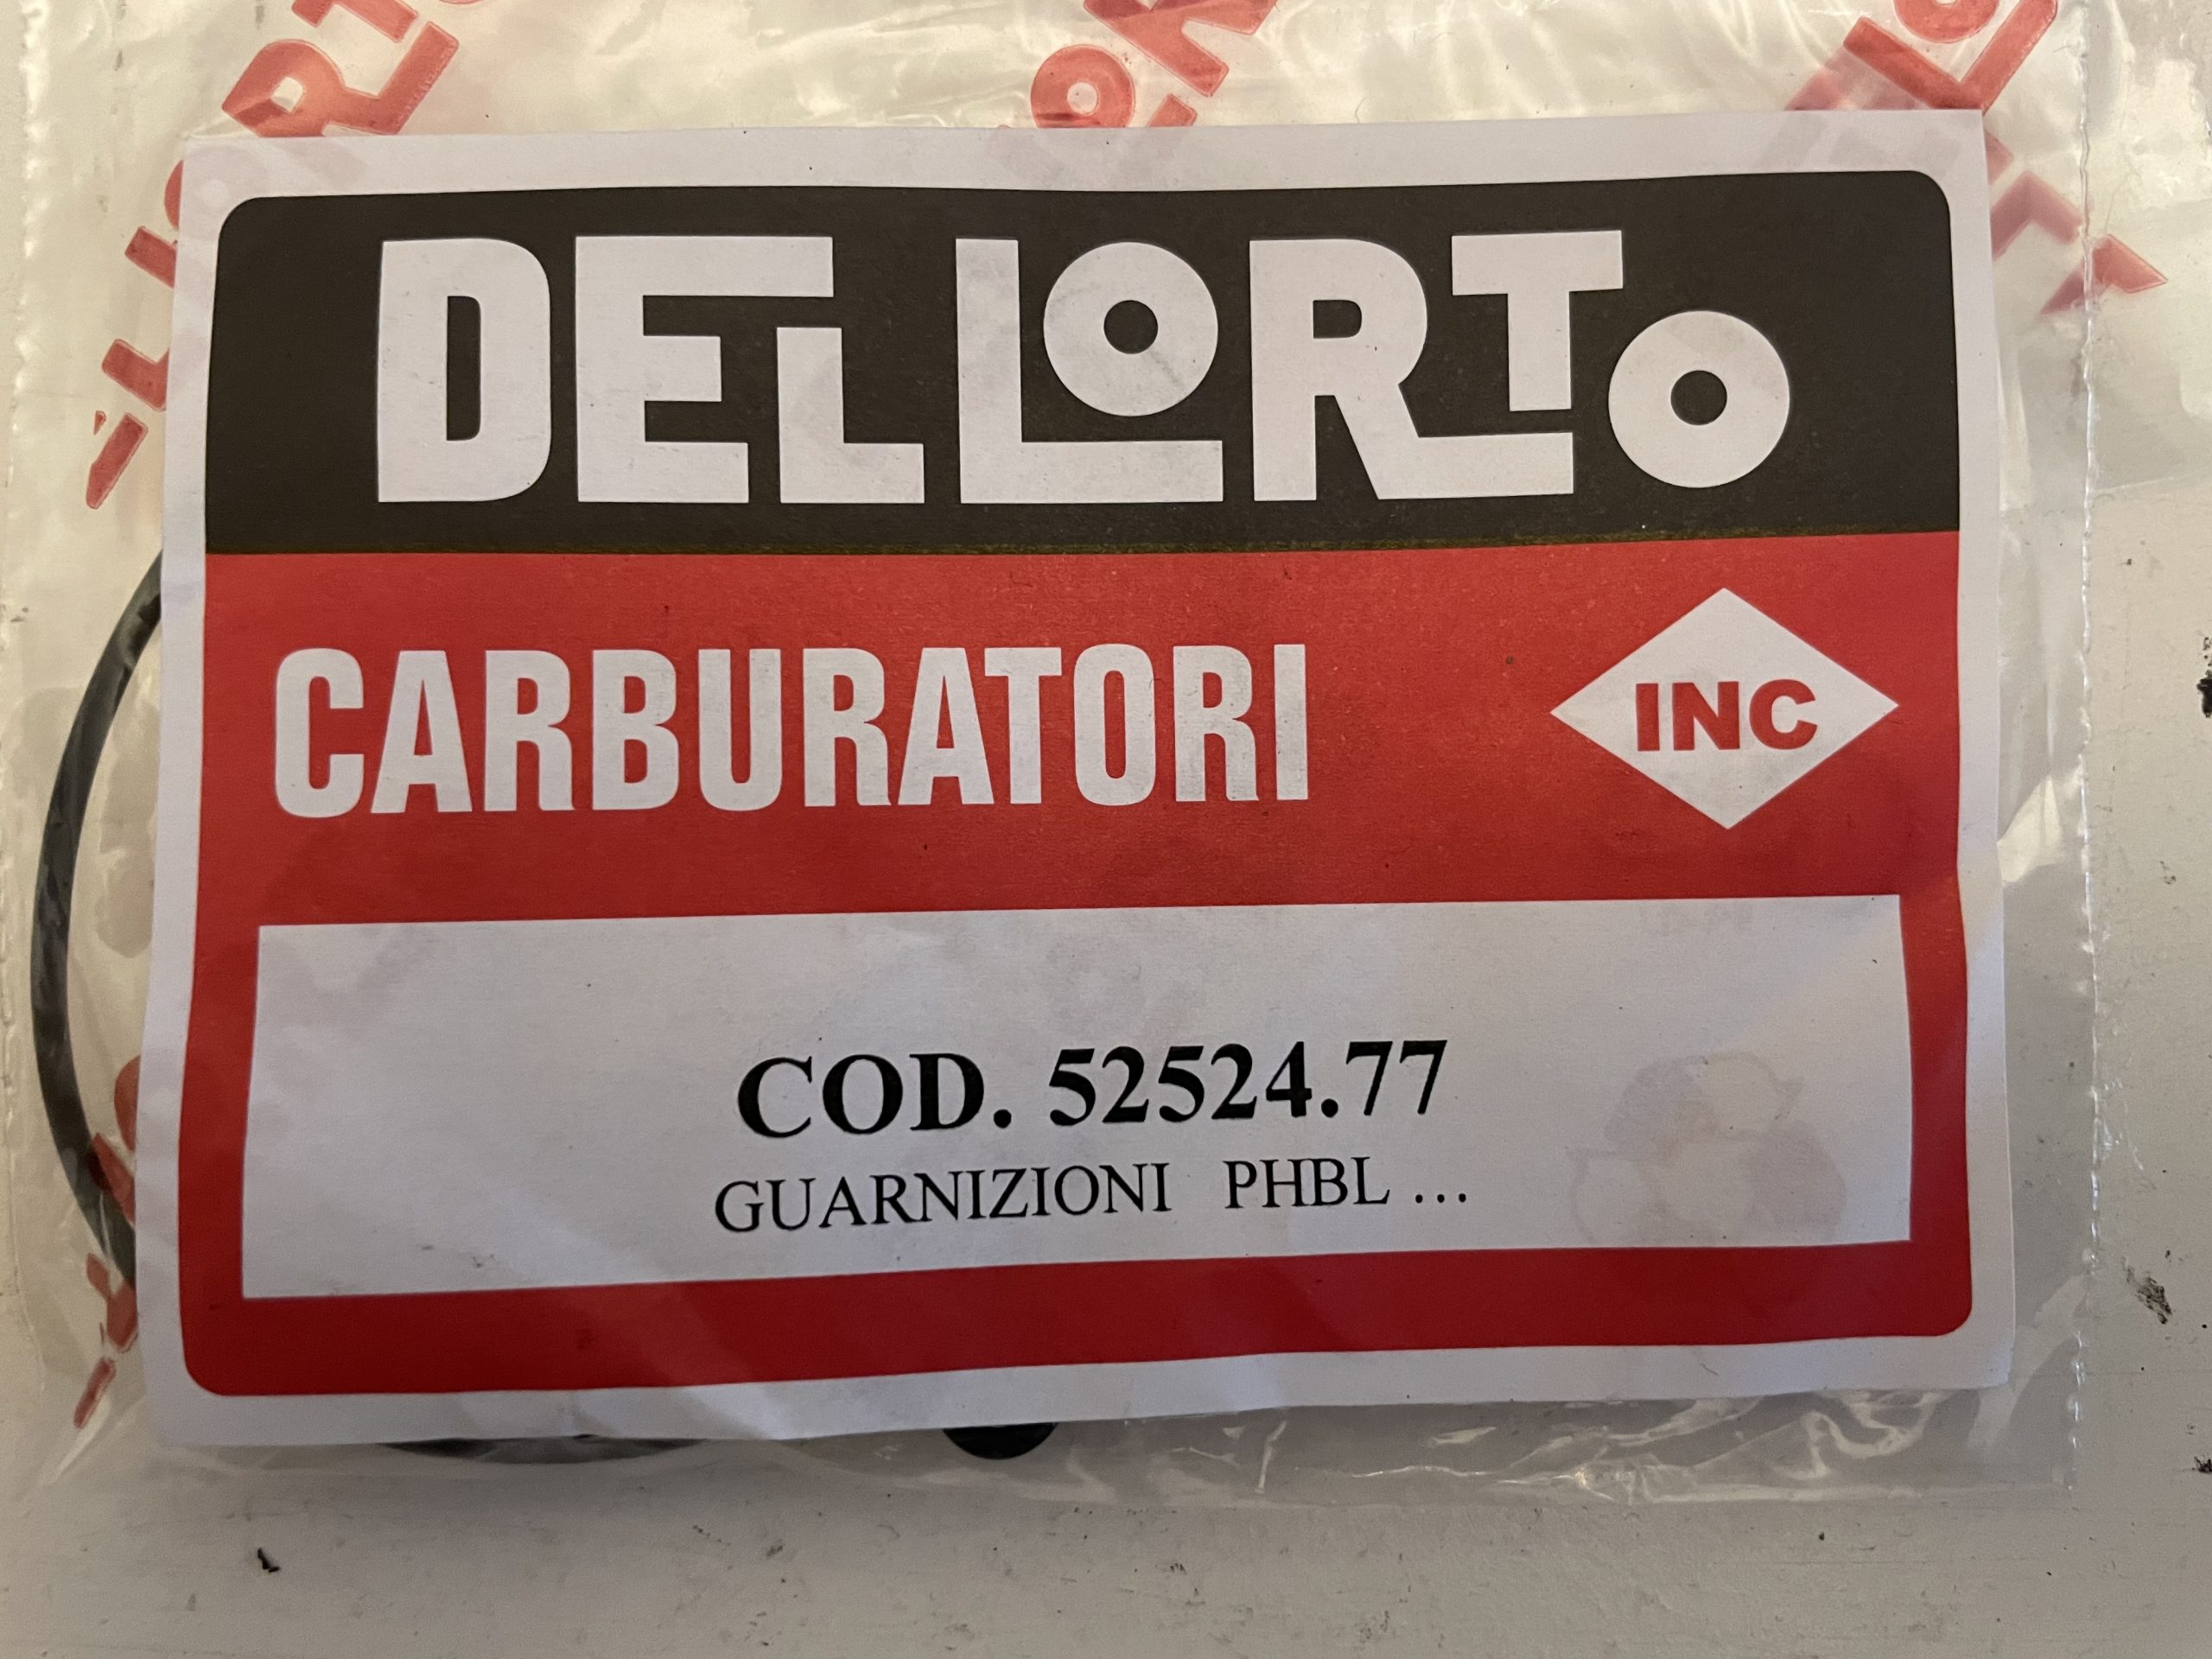 DELLORTO
CARBURATORI
INC
COD. 52524.77
GUARNIZIONI PHBL ...